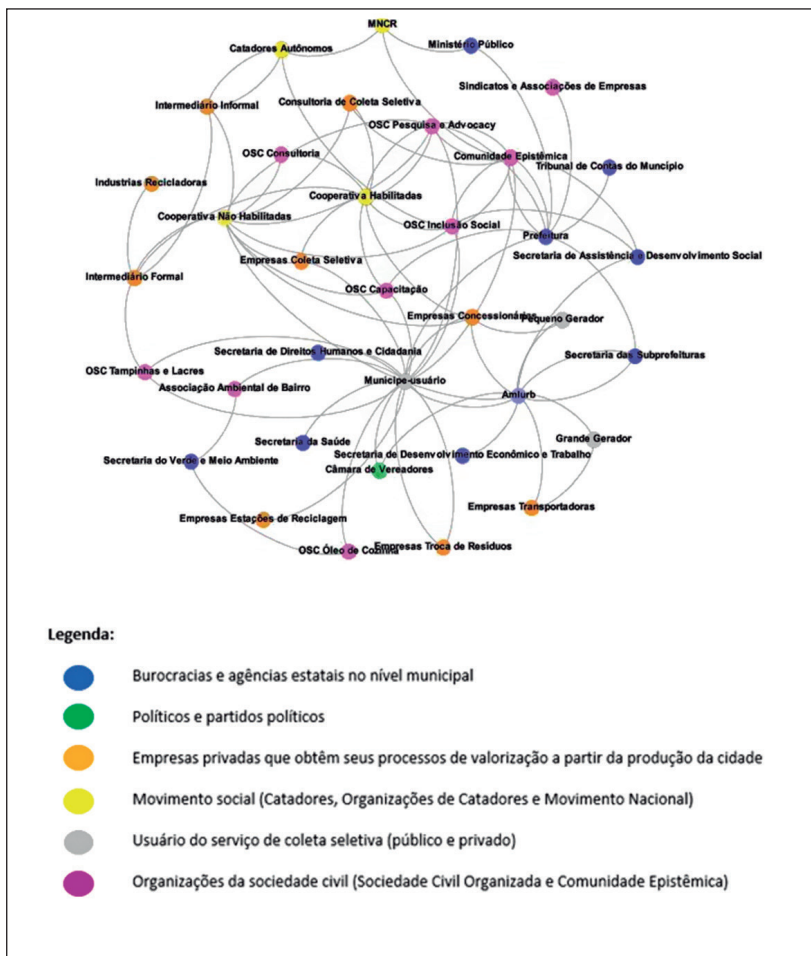 MNCR
Ministério Público
Catadores Autônomos
Sindicatos e Associações de Empresas
Intermediário Informal
Consultoria de Coleta Seletiva
OSC Pesquisa e Advocacy
OSC Consultoria
Comunidade Epistêmica
Tribunal de Contas do Muncípio
Industrias Recicladoras
Cooperativa Habilitadas
Cooperativa Não Habilitadas
OSC Inclusão Social
Prefeitura
Empresas Coleta Seletiva
Secretaria de Assistência e Desenvolvimento Social
Intermediário Formal
OSC Capacitação
Empresas Concessionárias
Pequeno Gerador
Secretaria de Direitos Humanos e Cidadania
Secretaria das Subprefeituras
OSC Tampinhas e Lacres
Munícipe-usuário
Associação Ambiental de Bairro
Amlurb
Secretaria da Saúde
Grande Gerador
Secretaria de Desenvolvimento Econômico e Trabalho
Secretaria do Verde e Meio Ambiente
Câmara de Vereadores
Empresas Transportadoras
Empresas Estações de Reciclagem
OSC Óleo de Cozinha
Empresas Troca de Resíduos
Legenda:
Burocracias e agências estatais no nível municipal
Políticos e partidos políticos
Empresas privadas que obtêm seus processos de valorização a partir da produção da cidade
Movimento social (Catadores, Organizações de Catadores e Movimento Nacional)
Usuário do serviço de coleta seletiva (público e privado)
Organizações da sociedade civil (Sociedade Civil Organizada e Comunidade Epistêmica)